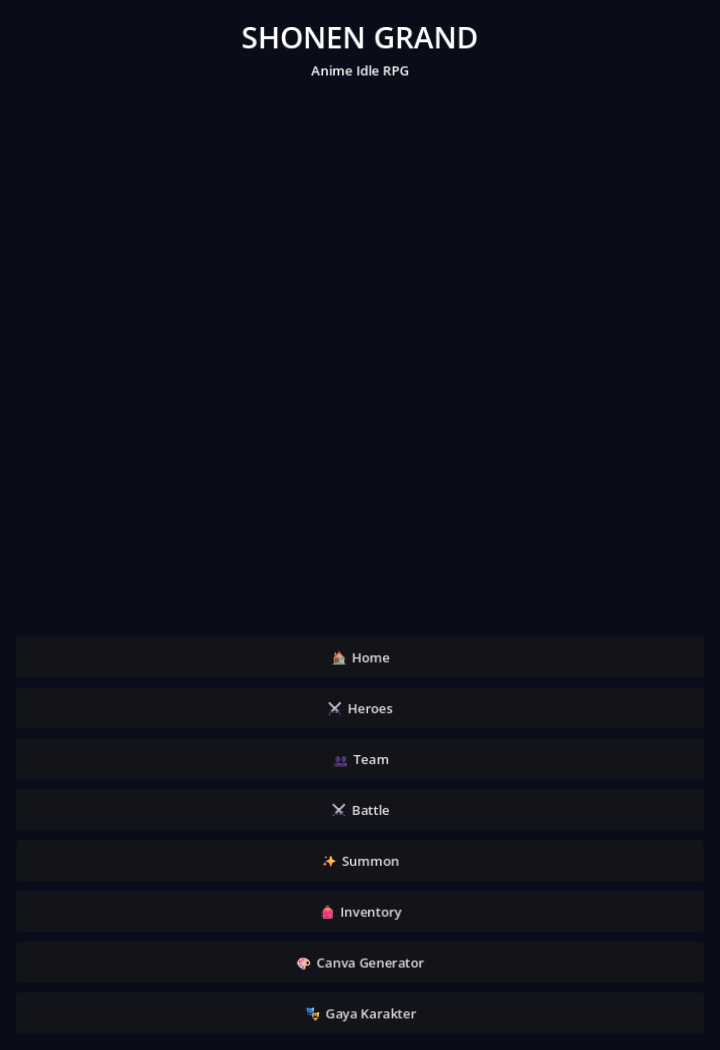 SHONEN GRAND
Anime Idle RPG
🏠 Home
⚔️ Heroes
👥 Team
⚔️ Battle
✨ Summon
🎒 Inventory
🎨 Canva Generator
🎭 Gaya Karakter